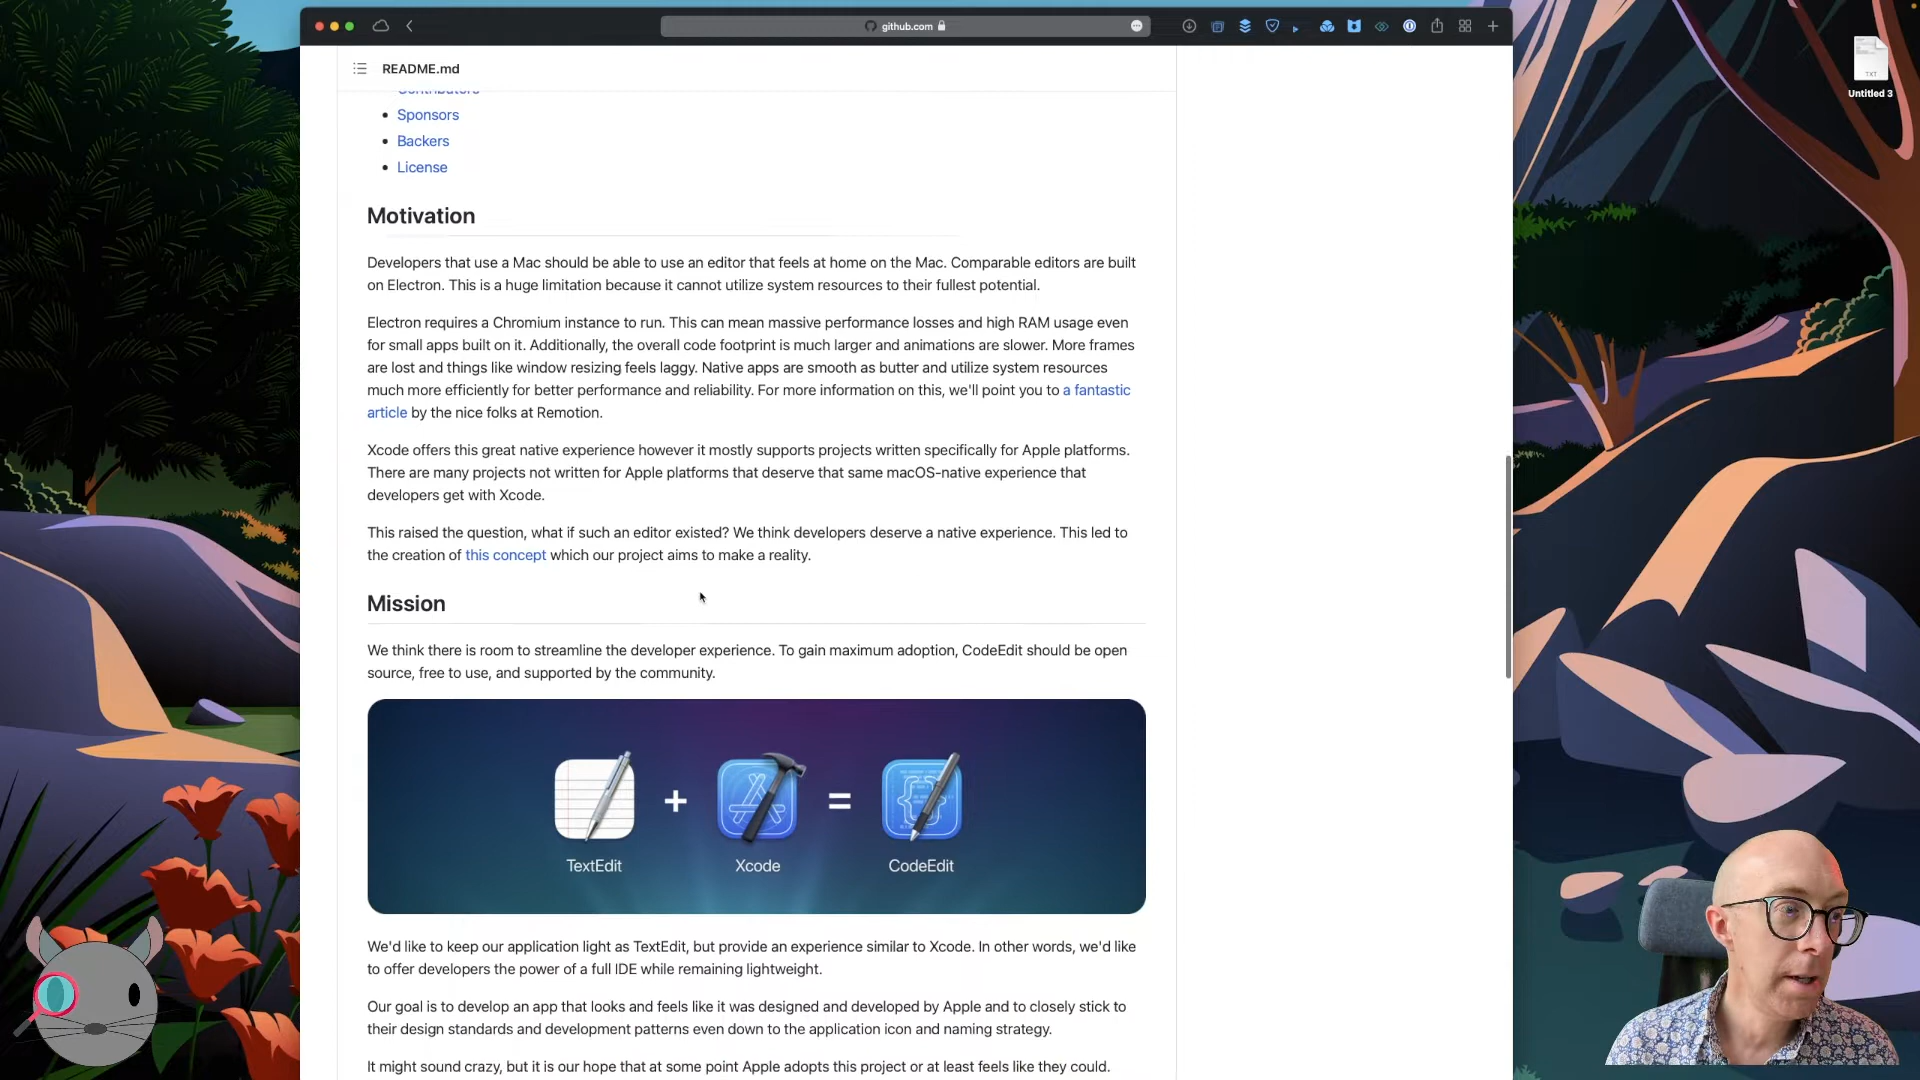 github.com
TXT
Untitled 3
README.md
Contributors
Sponsors
Backers
License
Motivation
Developers that use a Mac should be able to use an editor that feels at home on the Mac. Comparable editors are built
on Electron. This is a huge limitation because it cannot utilize system resources to their fullest potential.
Electron requires a Chromium instance to run. This can mean massive performance losses and high RAM usage even
for small apps built on it. Additionally, the overall code footprint is much larger and animations are slower. More frames
are lost and things like window resizing feels laggy. Native apps are smooth as butter and utilize system resources
much more efficiently for better performance and reliability. For more information on this, we'll point you to a fantastic
article by the nice folks at Remotion.
Xcode offers this great native experience however it mostly supports projects written specifically for Apple platforms.
There are many projects not written for Apple platforms that deserve that same macOS-native experience that
developers get with Xcode.
This raised the question, what if such an editor existed? We think developers deserve a native experience. This led to
the creation of this concept which our project aims to make a reality.
Mission
We think there is room to streamline the developer experience. To gain maximum adoption, CodeEdit should be open
source, free to use, and supported by the community.
+ =
TextEdit Xcode CodeEdit
We'd like to keep our application light as TextEdit, but provide an experience similar to Xcode. In other words, we'd like
to offer developers the power of a full IDE while remaining lightweight.
Our goal is to develop an app that looks and feels like it was designed and developed by Apple and to closely stick to
their design standards and development patterns even down to the application icon and naming strategy.
It might sound crazy, but it is our hope that at some point Apple adopts this project or at least feels like they could.